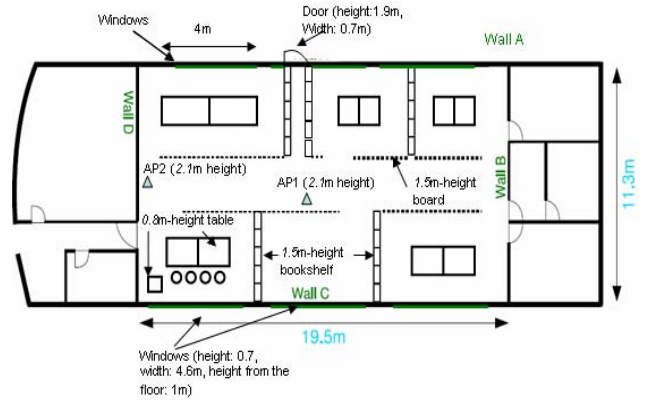 Windows
4m
Door (height:1.9m,
Width: 0.7m)
Wall A
Wall D
AP2 (2.1m height)
AP1 (2.1m height)
1.5m-height
board
Wall B
11.3m
0.8m-height table
1.5m-height
bookshelf
Wall C
19.5m
Windows (height: 0.7,
width: 4.6m, height from the
floor: 1m)